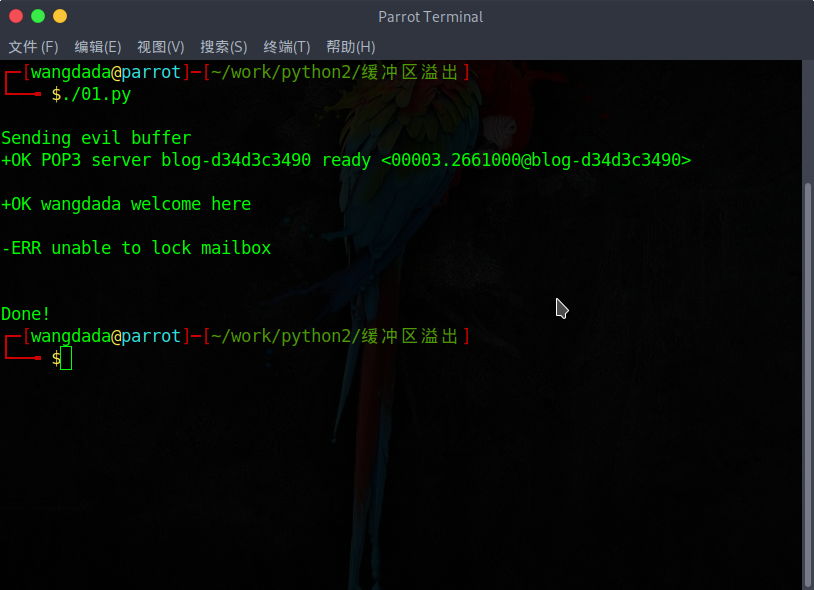 Parrot Terminal
文件(F) 编辑(E) 视图(V) 搜索(S) 终端(T) 帮助(H)
┌─[wangdada@parrot]─[~/work/python2/缓冲区溢出]
└──╼ $./01.py
Sending evil buffer
+OK POP3 server blog-d34d3c3490 ready <00003.2661000@blog-d34d3c3490>
+OK wangdada welcome here
-ERR unable to lock mailbox
Done!
┌─[wangdada@parrot]─[~/work/python2/缓冲区溢出]
└──╼ $